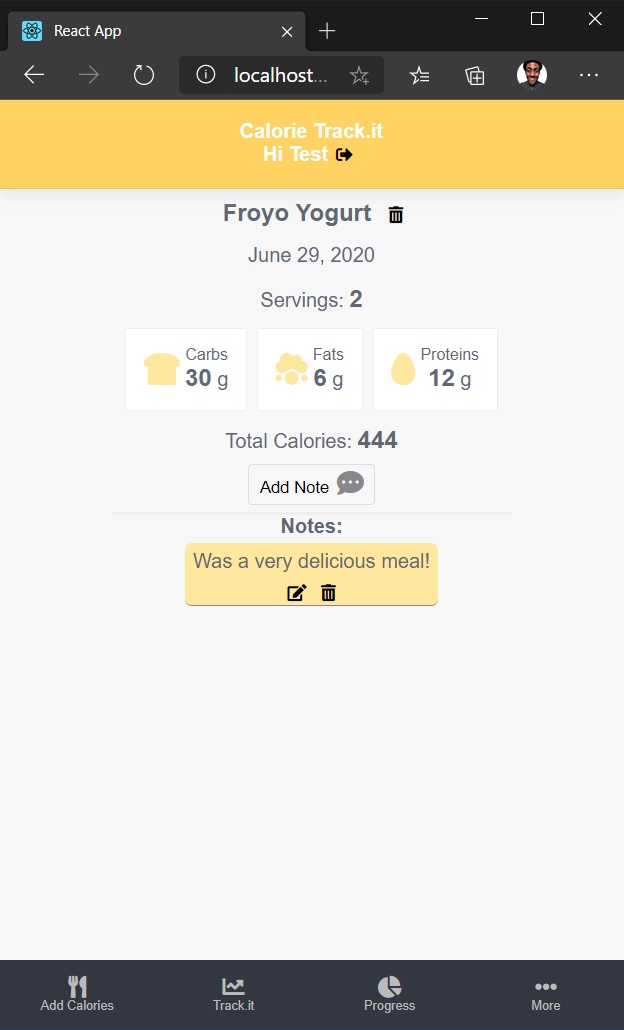 React App
localhost...
Calorie Track.it
Hi Test
Froyo Yogurt
June 29, 2020
Servings: 2
Carbs
30 g
Fats
6 g
Proteins
12 g
Total Calories: 444
Add Note
Notes:
Was a very delicious meal!
Add Calories
Track.it
Progress
More